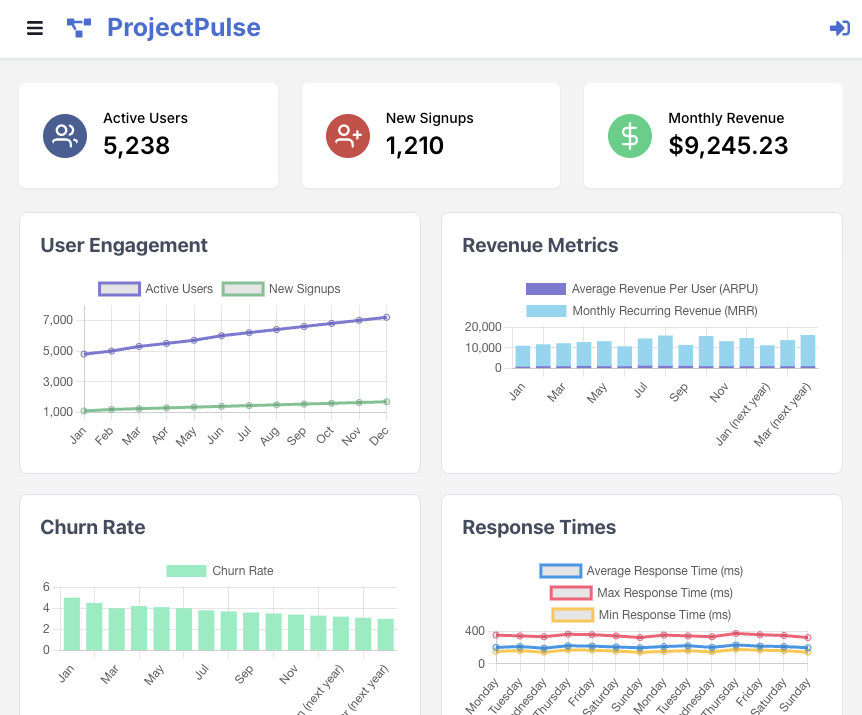 ProjectPulse
Active Users
5,238
New Signups
1,210
Monthly Revenue
$9,245.23
User Engagement
Active Users New Signups
7,000
5,000
3,000
1,000
Jan Feb Mar Apr May Jun Jul Aug Sep Oct Nov Dec
Revenue Metrics
Average Revenue Per User (ARPU)
Monthly Recurring Revenue (MRR)
20,000
10,000
0
Jan Mar May Jul Sep Nov Jan (next year) Mar (next year)
Churn Rate
Churn Rate
6
4
2
0
Jan Mar May Jul Sep Nov (next year) (next year)
Response Times
Average Response Time (ms)
Max Response Time (ms)
Min Response Time (ms)
400
0
Monday Tuesday Thursday Friday Saturday Sunday Monday Tuesday Thursday Friday Saturday Sunday